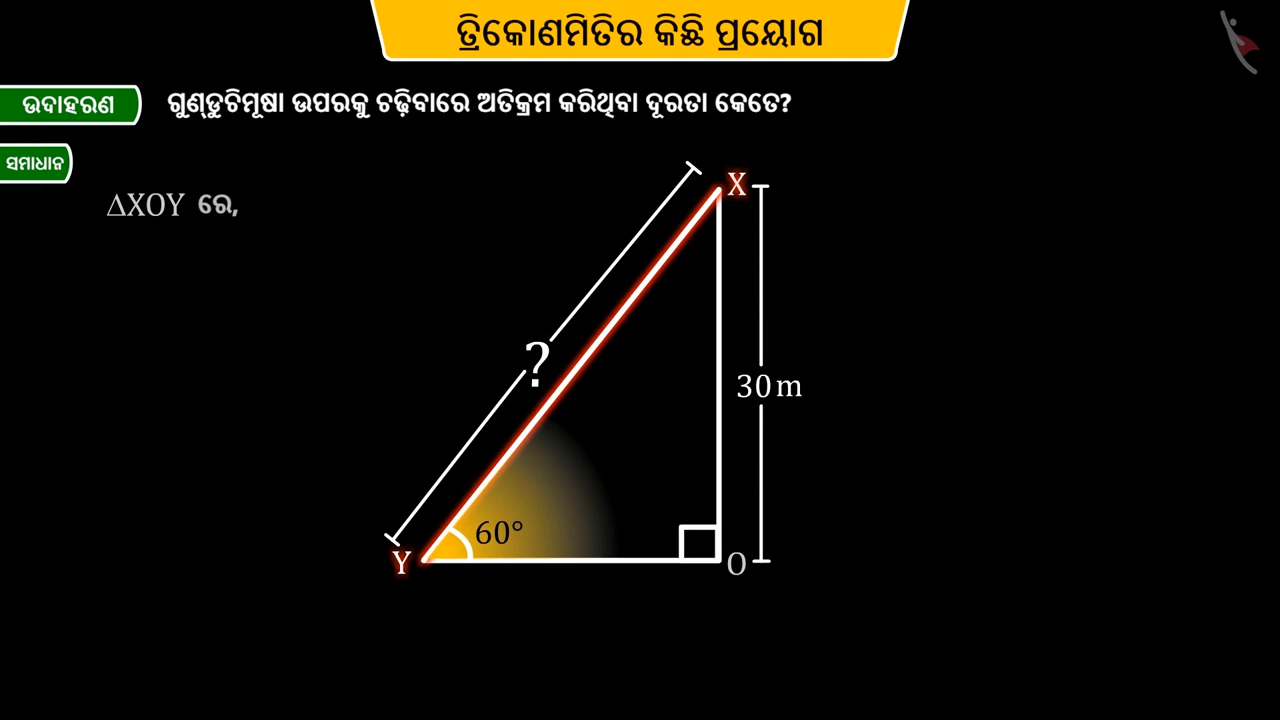 ତ୍ରିକୋଣମିତିର କିଛି ପ୍ରୟୋଗ
ଉଦାହରଣ
ଗୁଣ୍ଡୁଚିମୂଷା ଉପରକୁ ଚଢ଼ିବାରେ ଅତିକ୍ରମ କରିଥିବା ଦୂରତା କେତେ?
ସମାଧାନ
ΔXOY ରେ,
X
?
30 m
60°
Y
O